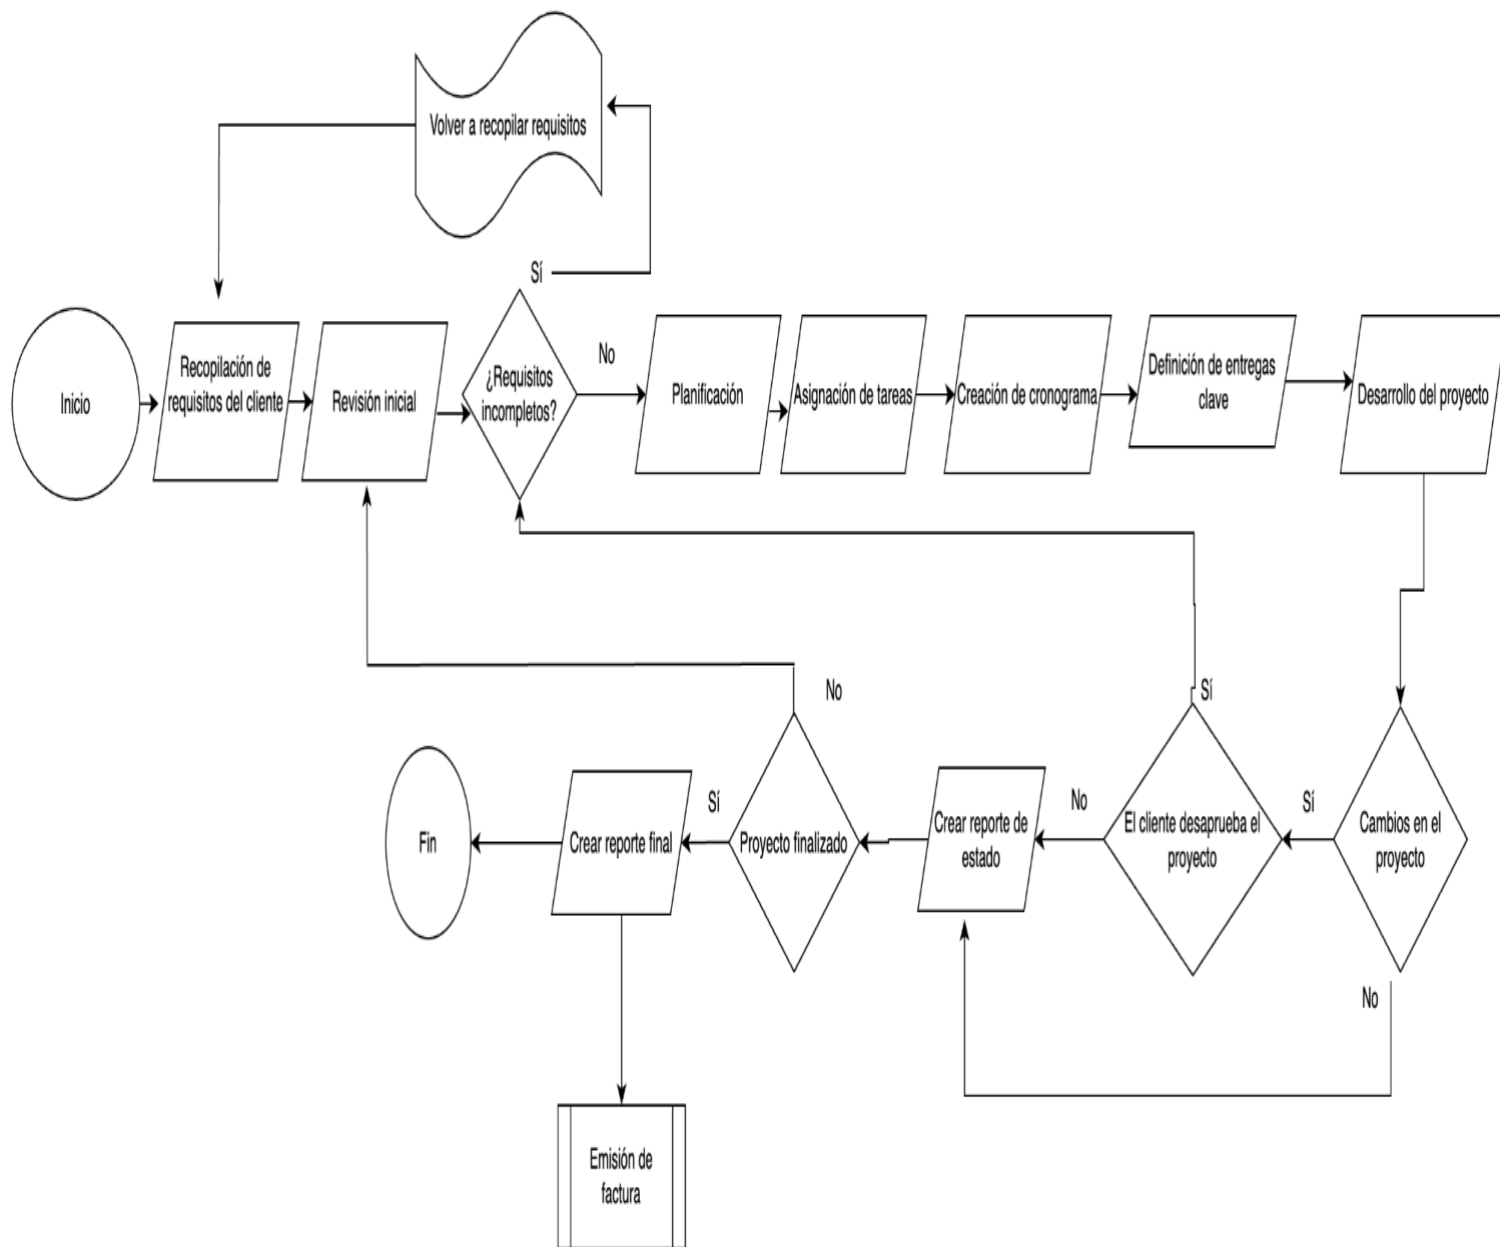 Volver a recopilar requisitos
Sí
Inicio
Recopilación de
requisitos del cliente
Revisión inicial
¿Requisitos
incompletos?
No
Planificación
Asignación de tareas
Creación de cronograma
Definición de entregas
clave
Desarrollo del proyecto
No
Sí
Fin
Crear reporte final
Sí
Proyecto finalizado
Crear reporte de
estado
No
El cliente desaprueba el
proyecto
Sí
Cambios en el
proyecto
No
Emisión de
factura